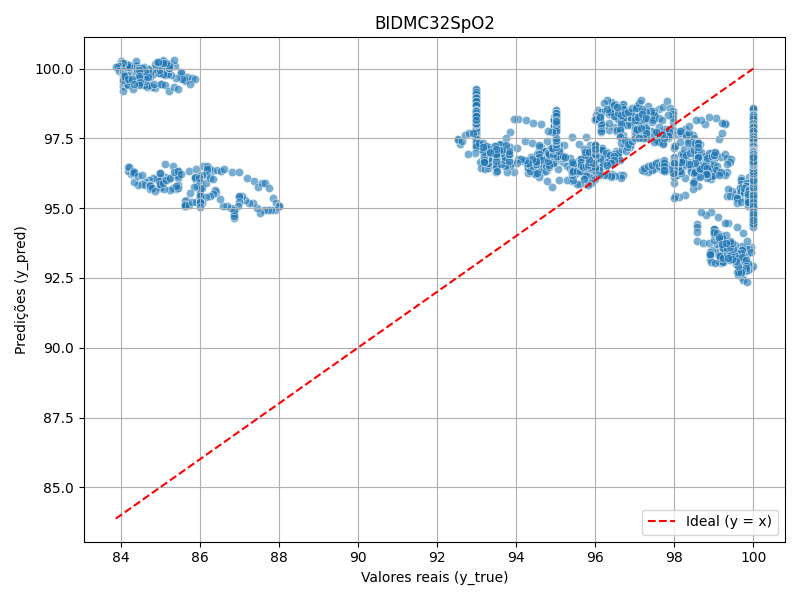 BIDMC32SpO2
Predições (y_pred)
100.0
97.5
95.0
92.5
90.0
87.5
85.0
84 86 88 90 92 94 96 98 100
Valores reais (y_true)
Ideal (y = x)